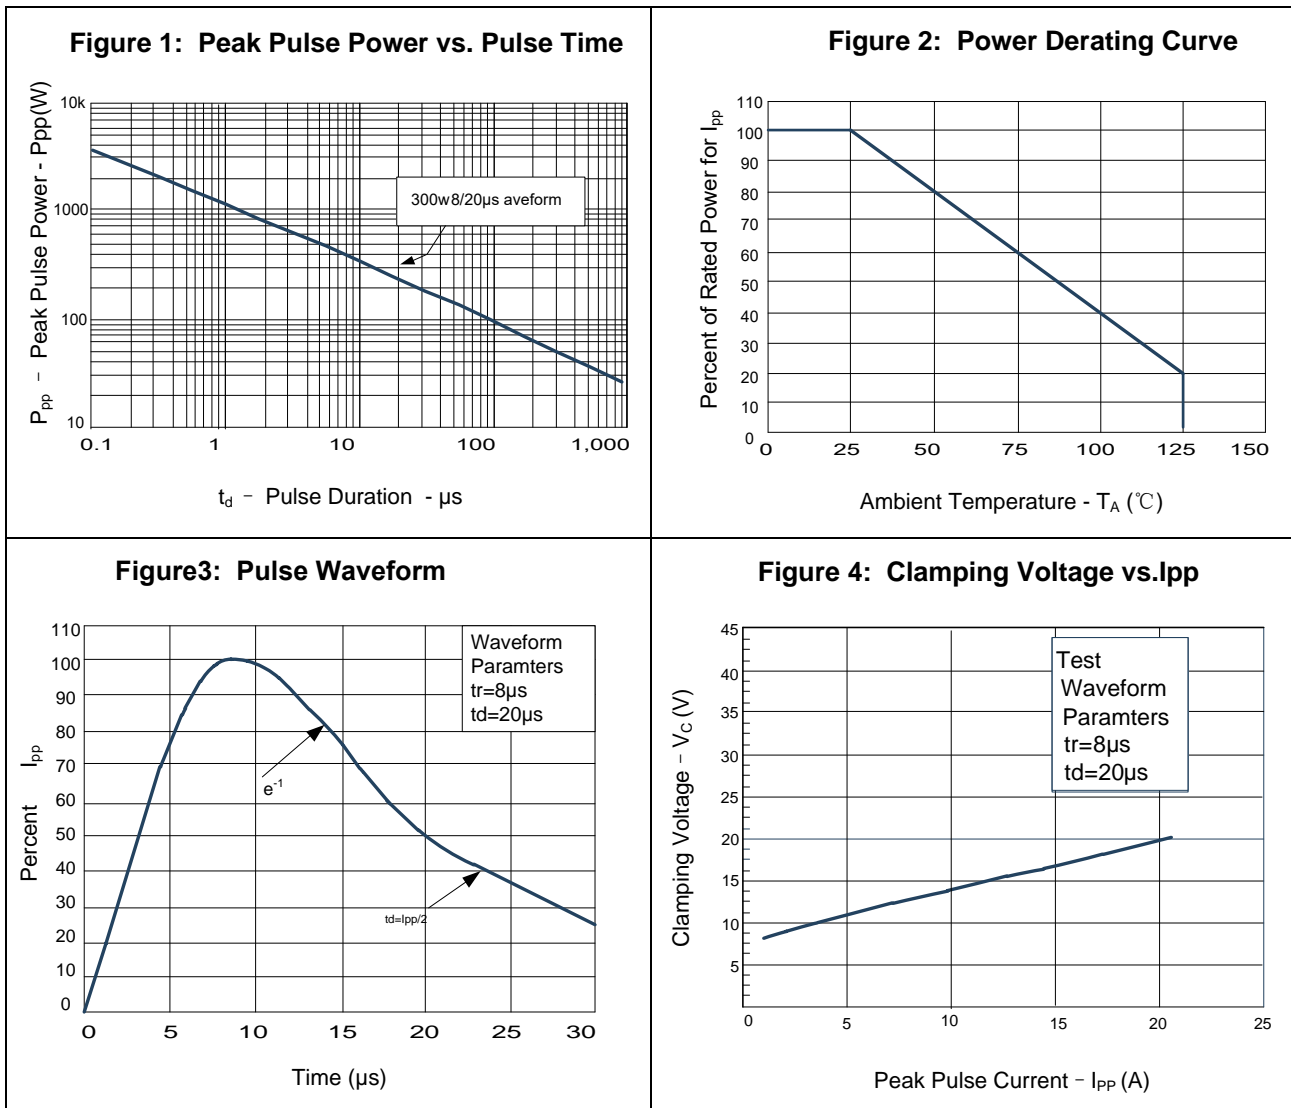 Figure 1: Peak Pulse Power vs. Pulse Time
P_pp – Peak Pulse Power - Ppp(W)
10k
1000
100
10
300w8/20µs aveform
0.1 1 10 100 1,000
t_d – Pulse Duration - µs
Figure 2: Power Derating Curve
Percent of Rated Power for I_pp
110
100
90
80
70
60
50
40
30
20
10
0
0 25 50 75 100 125 150
Ambient Temperature - T_A (℃)
Figure3: Pulse Waveform
Percent I_pp
110
100
90
80
70
60
50
40
30
20
10
0
Waveform
Paramters
tr=8µs
td=20µs
e^-1
td=Ipp/2
0 5 10 15 20 25 30
Time (µs)
Figure 4: Clamping Voltage vs.Ipp
Clamping Voltage – V_C (V)
45
40
35
30
25
20
15
10
5
Test
Waveform
Paramters
tr=8µs
td=20µs
0 5 10 15 20 25
Peak Pulse Current – I_PP (A)